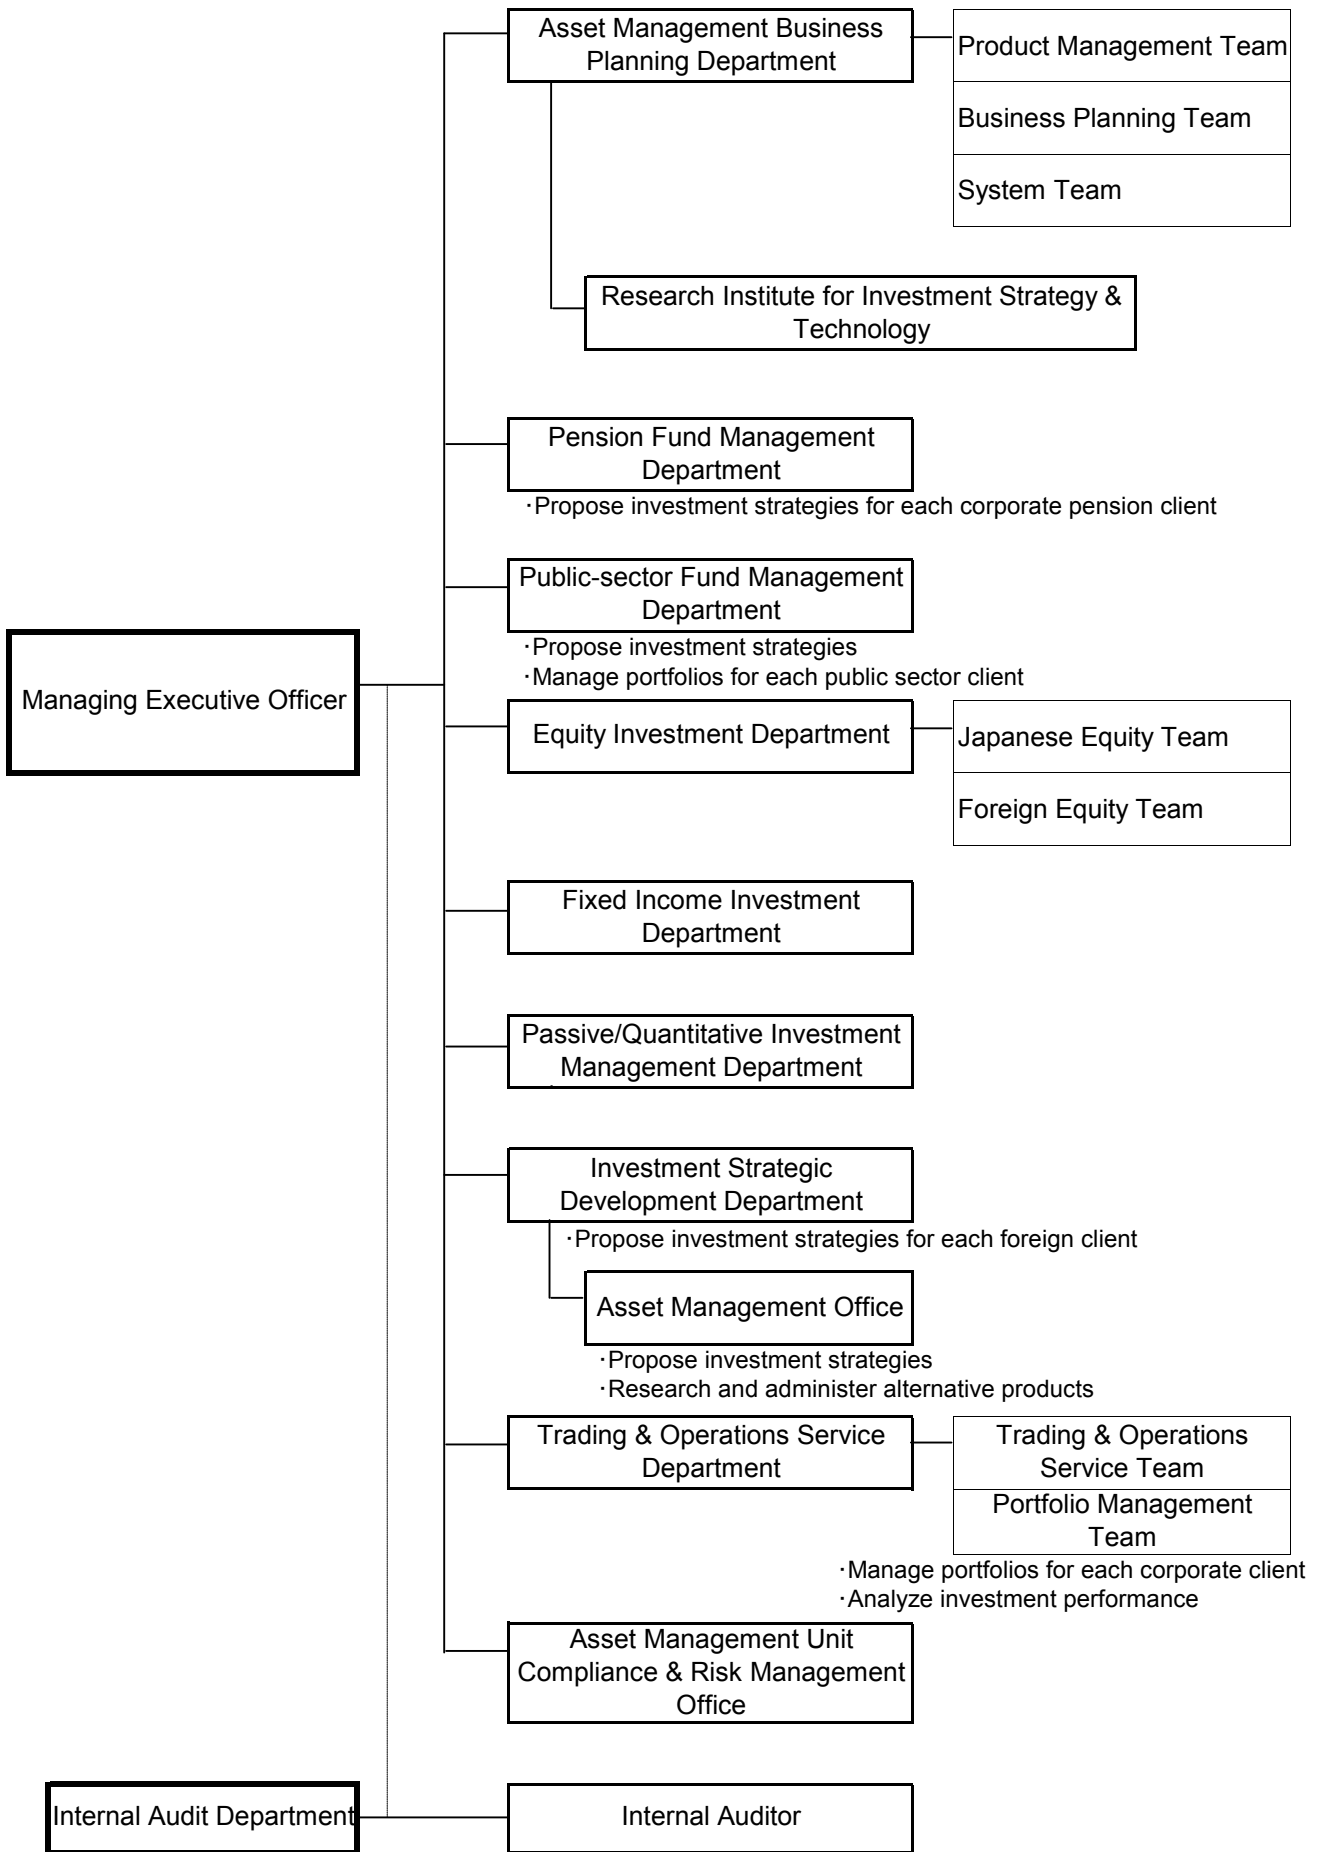 Asset Management Business
Planning Department
Product Management Team
Business Planning Team
System Team
Research Institute for Investment Strategy &
Technology
Pension Fund Management
Department
･Propose investment strategies for each corporate pension client
Public-sector Fund Management
Department
･Propose investment strategies
･Manage portfolios for each public sector client
Managing Executive Officer
Equity Investment Department
Japanese Equity Team
Foreign Equity Team
Fixed Income Investment
Department
Passive/Quantitative Investment
Management Department
Investment Strategic
Development Department
･Propose investment strategies for each foreign client
Asset Management Office
･Propose investment strategies
･Research and administer alternative products
Trading & Operations Service
Department
Trading & Operations
Service Team
Portfolio Management
Team
･Manage portfolios for each corporate client
･Analyze investment performance
Asset Management Unit
Compliance & Risk Management
Office
Internal Audit Department
Internal Auditor